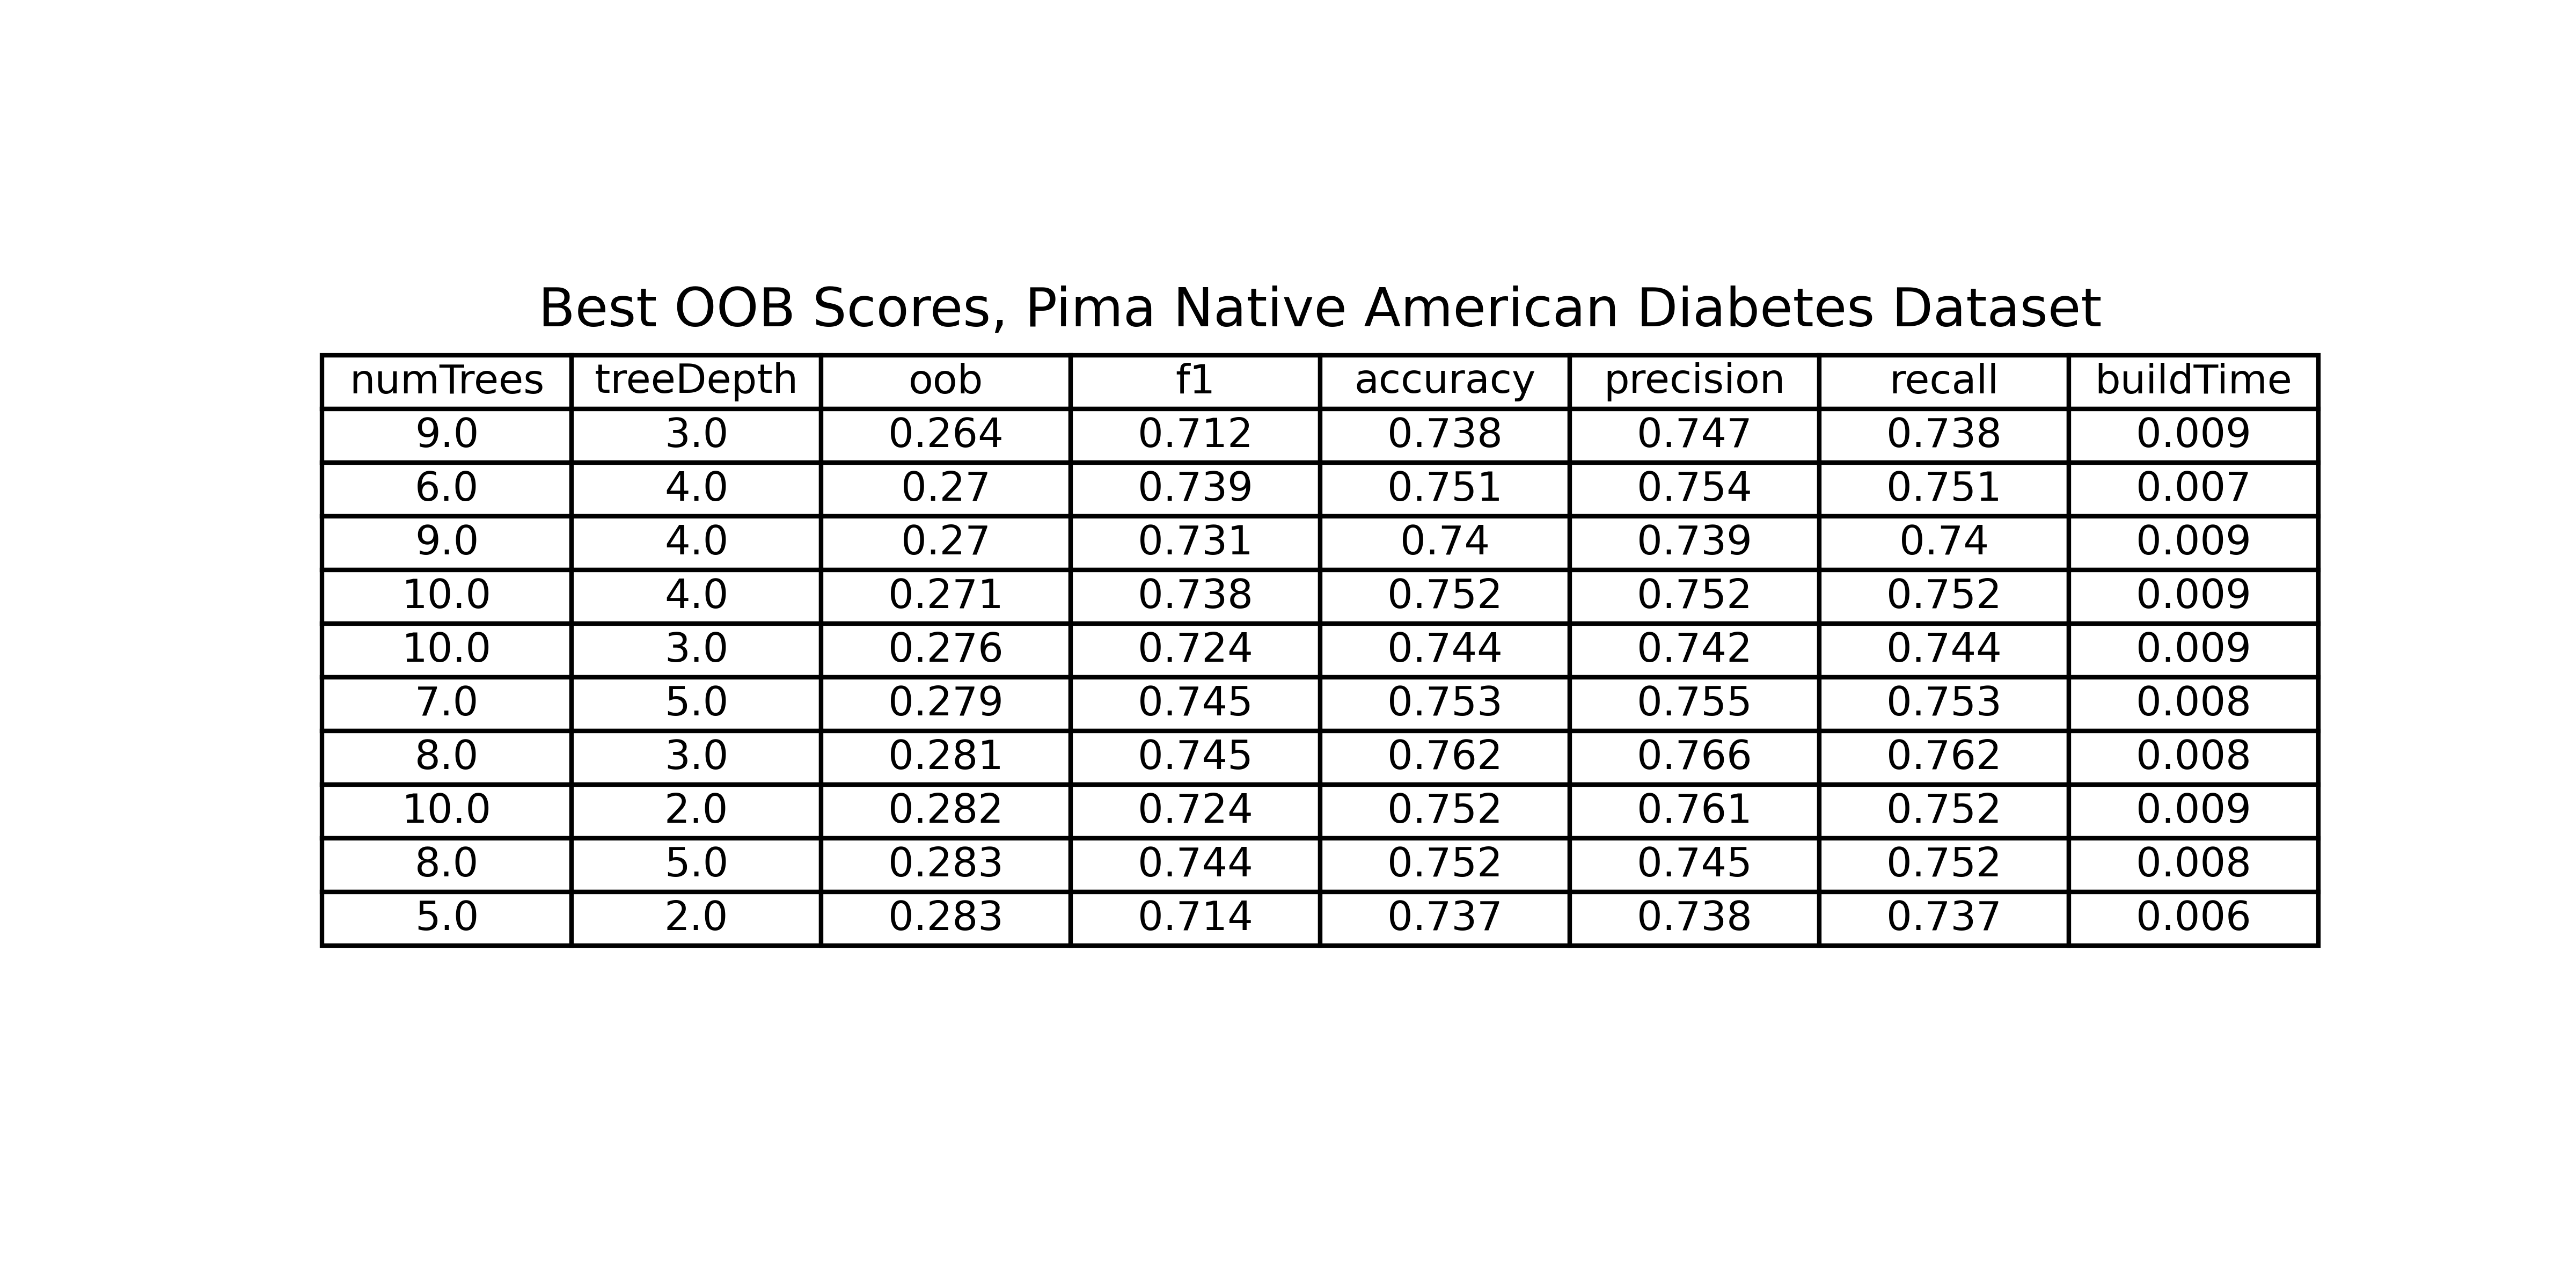 Best OOB Scores, Pima Native American Diabetes Dataset
numTrees treeDepth oob f1 accuracy precision recall buildTime
9.0 3.0 0.264 0.712 0.738 0.747 0.738 0.009
6.0 4.0 0.27 0.739 0.751 0.754 0.751 0.007
9.0 4.0 0.27 0.731 0.74 0.739 0.74 0.009
10.0 4.0 0.271 0.738 0.752 0.752 0.752 0.009
10.0 3.0 0.276 0.724 0.744 0.742 0.744 0.009
7.0 5.0 0.279 0.745 0.753 0.755 0.753 0.008
8.0 3.0 0.281 0.745 0.762 0.766 0.762 0.008
10.0 2.0 0.282 0.724 0.752 0.761 0.752 0.009
8.0 5.0 0.283 0.744 0.752 0.745 0.752 0.008
5.0 2.0 0.283 0.714 0.737 0.738 0.737 0.006